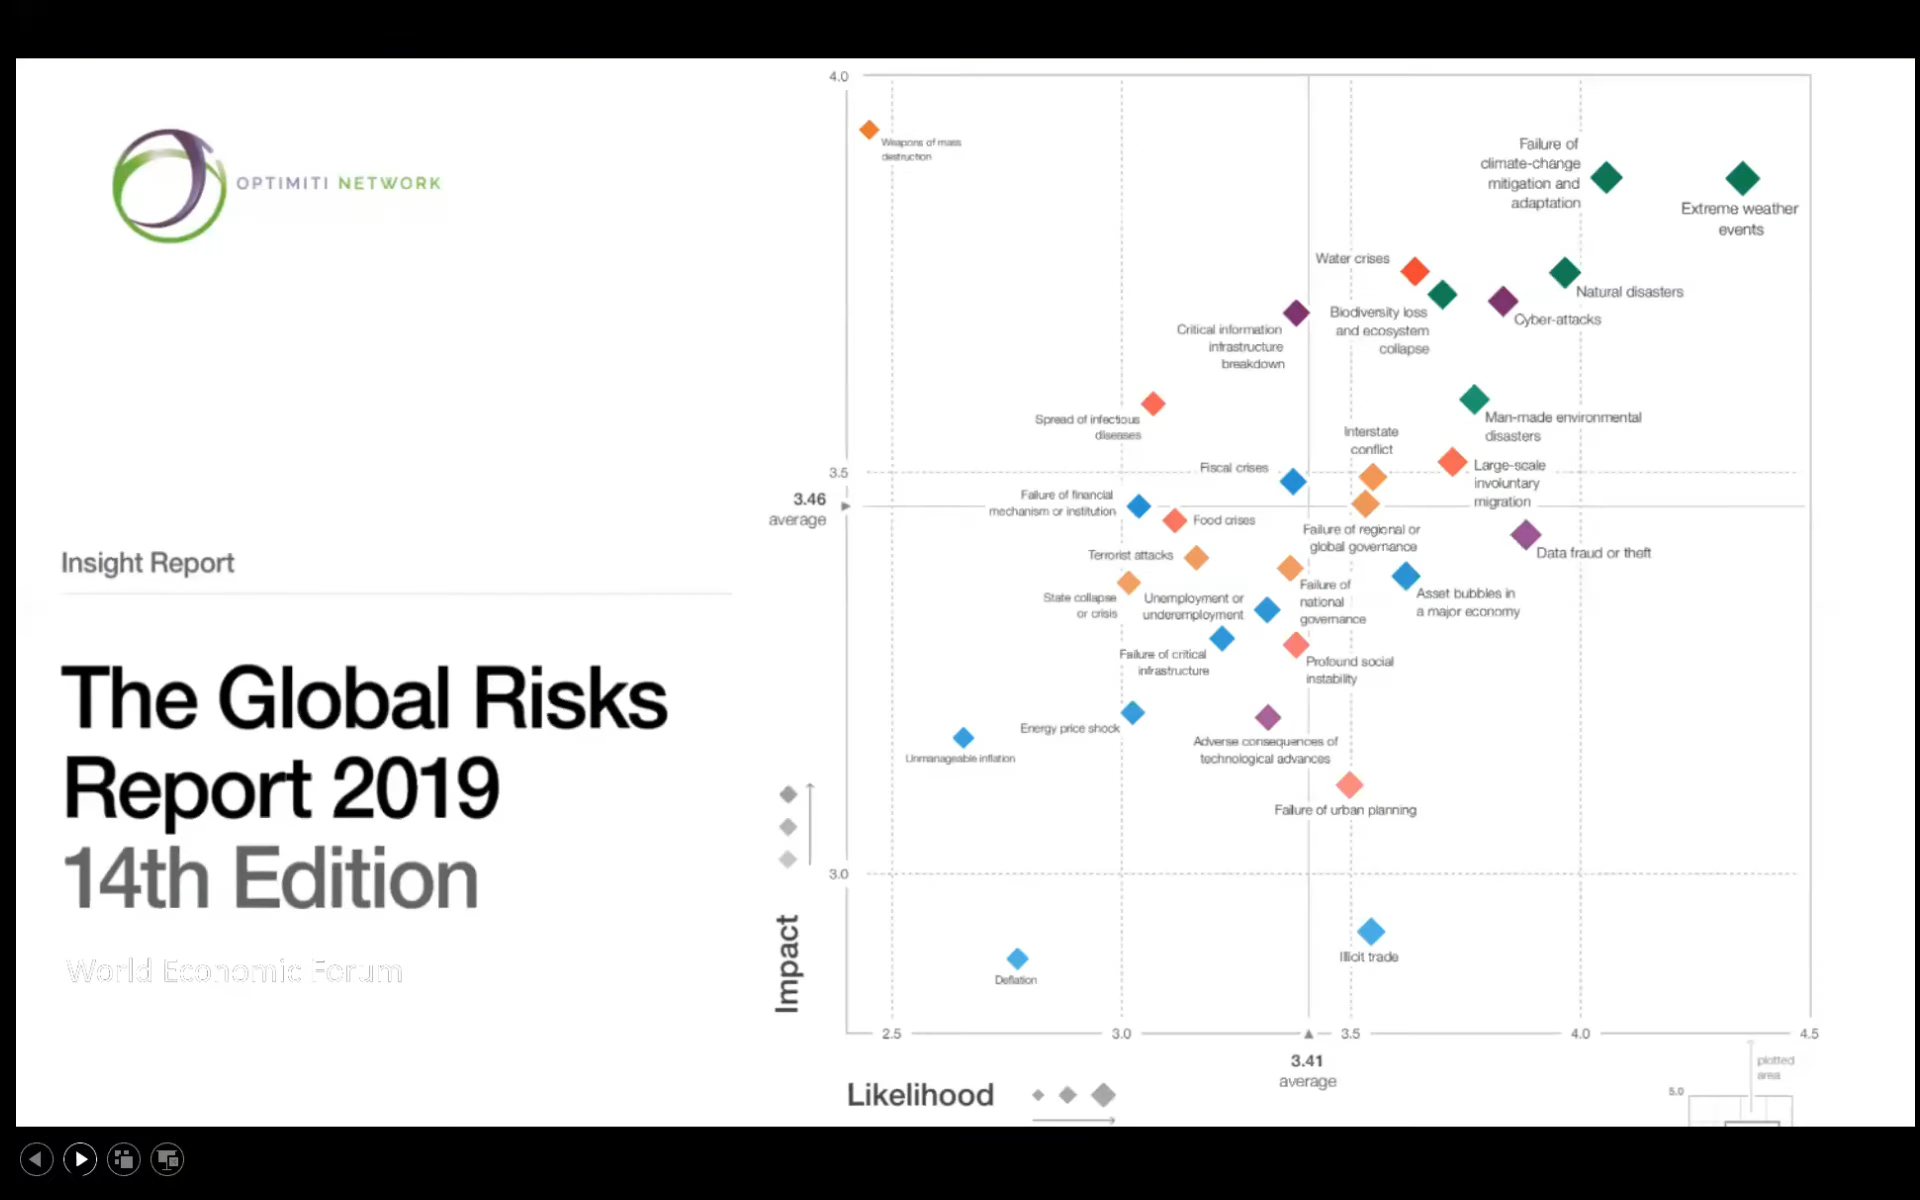 OPTIMITI NETWORK
Insight Report
The Global Risks
Report 2019
14th Edition
World Economic Forum
4.0
Weapons of mass
destruction
Failure of
climate-change
mitigation and
adaptation
Extreme weather
events
Water crises
Natural disasters
Biodiversity loss
and ecosystem
collapse
Cyber-attacks
Critical information
infrastructure
breakdown
Spread of infectious
diseases
Man-made environmental
disasters
Interstate
conflict
Large-scale
involuntary
migration
3.5
Fiscal crises
3.46
average
Failure of financial
mechanism or institution
Food crises
Failure of regional or
global governance
Data fraud or theft
Terrorist attacks
State collapse
or crisis
Unemployment or
underemployment
Failure of
national
governance
Asset bubbles in
a major economy
Failure of critical
infrastructure
Profound social
instability
Energy price shock
Unmanageable inflation
Adverse consequences of
technological advances
Failure of urban planning
3.0
Impact
Deflation
Illicit trade
2.5
3.0
3.5
4.0
4.5
3.41
average
Likelihood
plotted
area
5.0